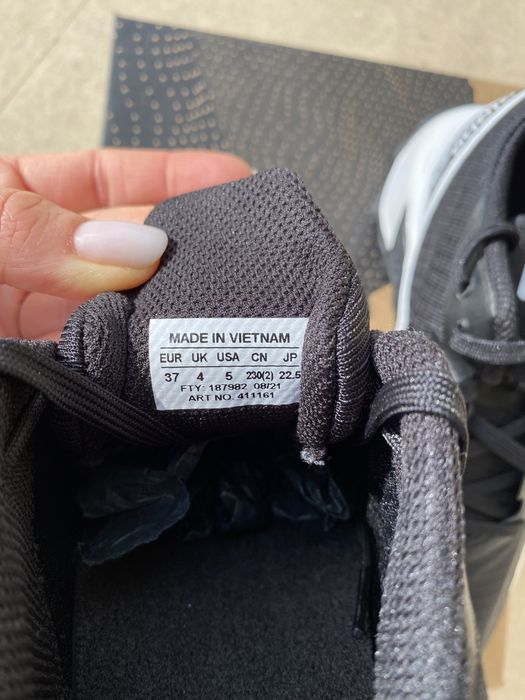 MADE IN VIETNAM
EUR UK USA CN JP
37 4 5 230(2) 22.5
FTY: 187982 08/21
ART NO. 411161